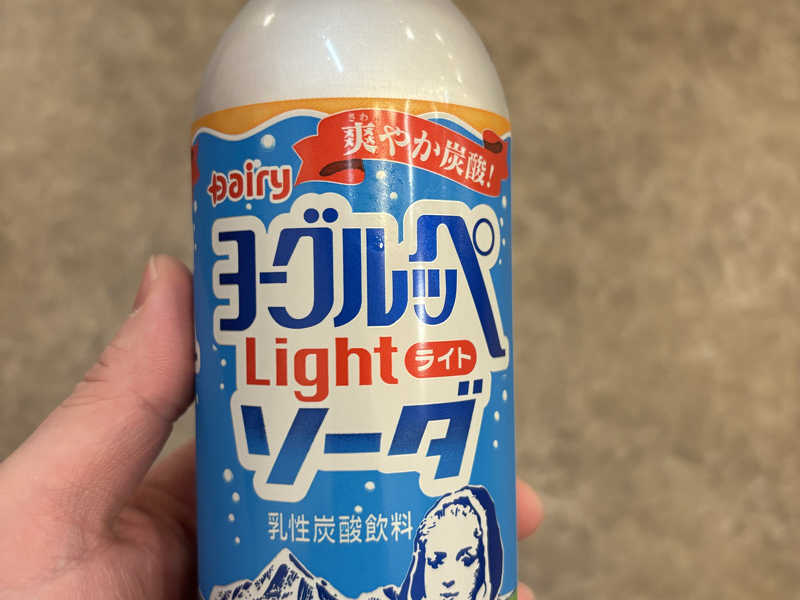 爽やか炭酸!
さわ
Dairy
ヨーグルッペ
Light ライト
ソーダ
乳性炭酸飲料